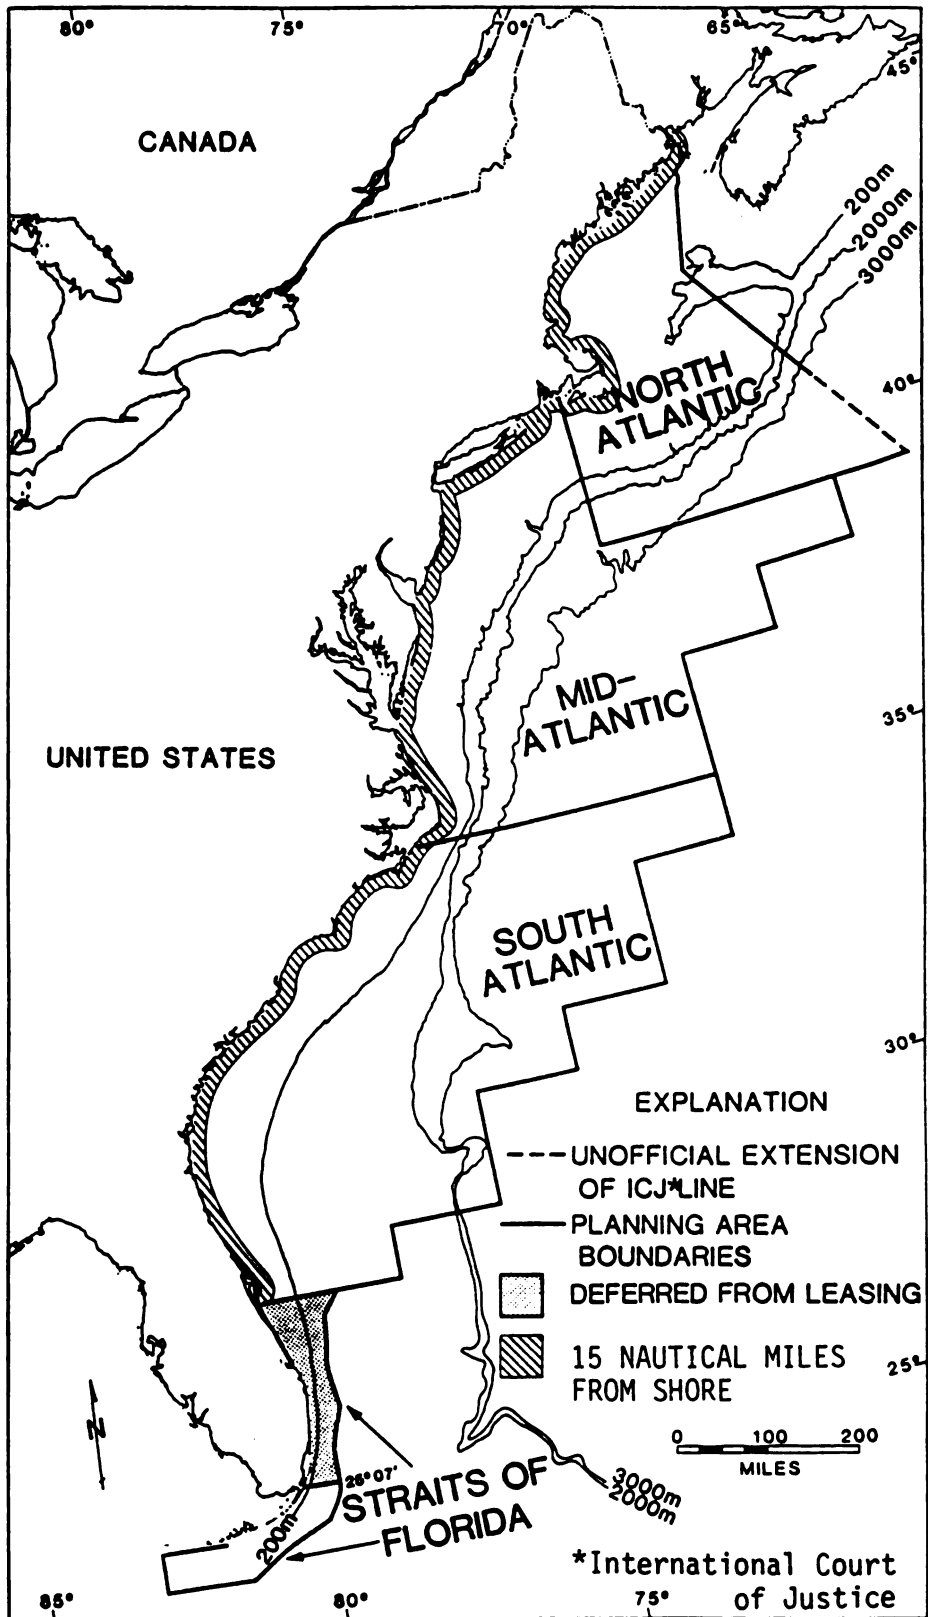 80° 75° 70° 65°
45°
CANADA
200m
2000m
3000m
40°
NORTH
ATLANTIC
MID-
ATLANTIC
35°
UNITED STATES
SOUTH
ATLANTIC
30°
EXPLANATION
UNOFFICIAL EXTENSION
OF ICJ*LINE
PLANNING AREA
BOUNDARIES
DEFERRED FROM LEASING
15 NAUTICAL MILES
FROM SHORE
25°
N
0 100 200
MILES
26°07'
STRAITS OF
FLORIDA
200m
3000m
2000m
*International Court
of Justice
85° 80° 75°